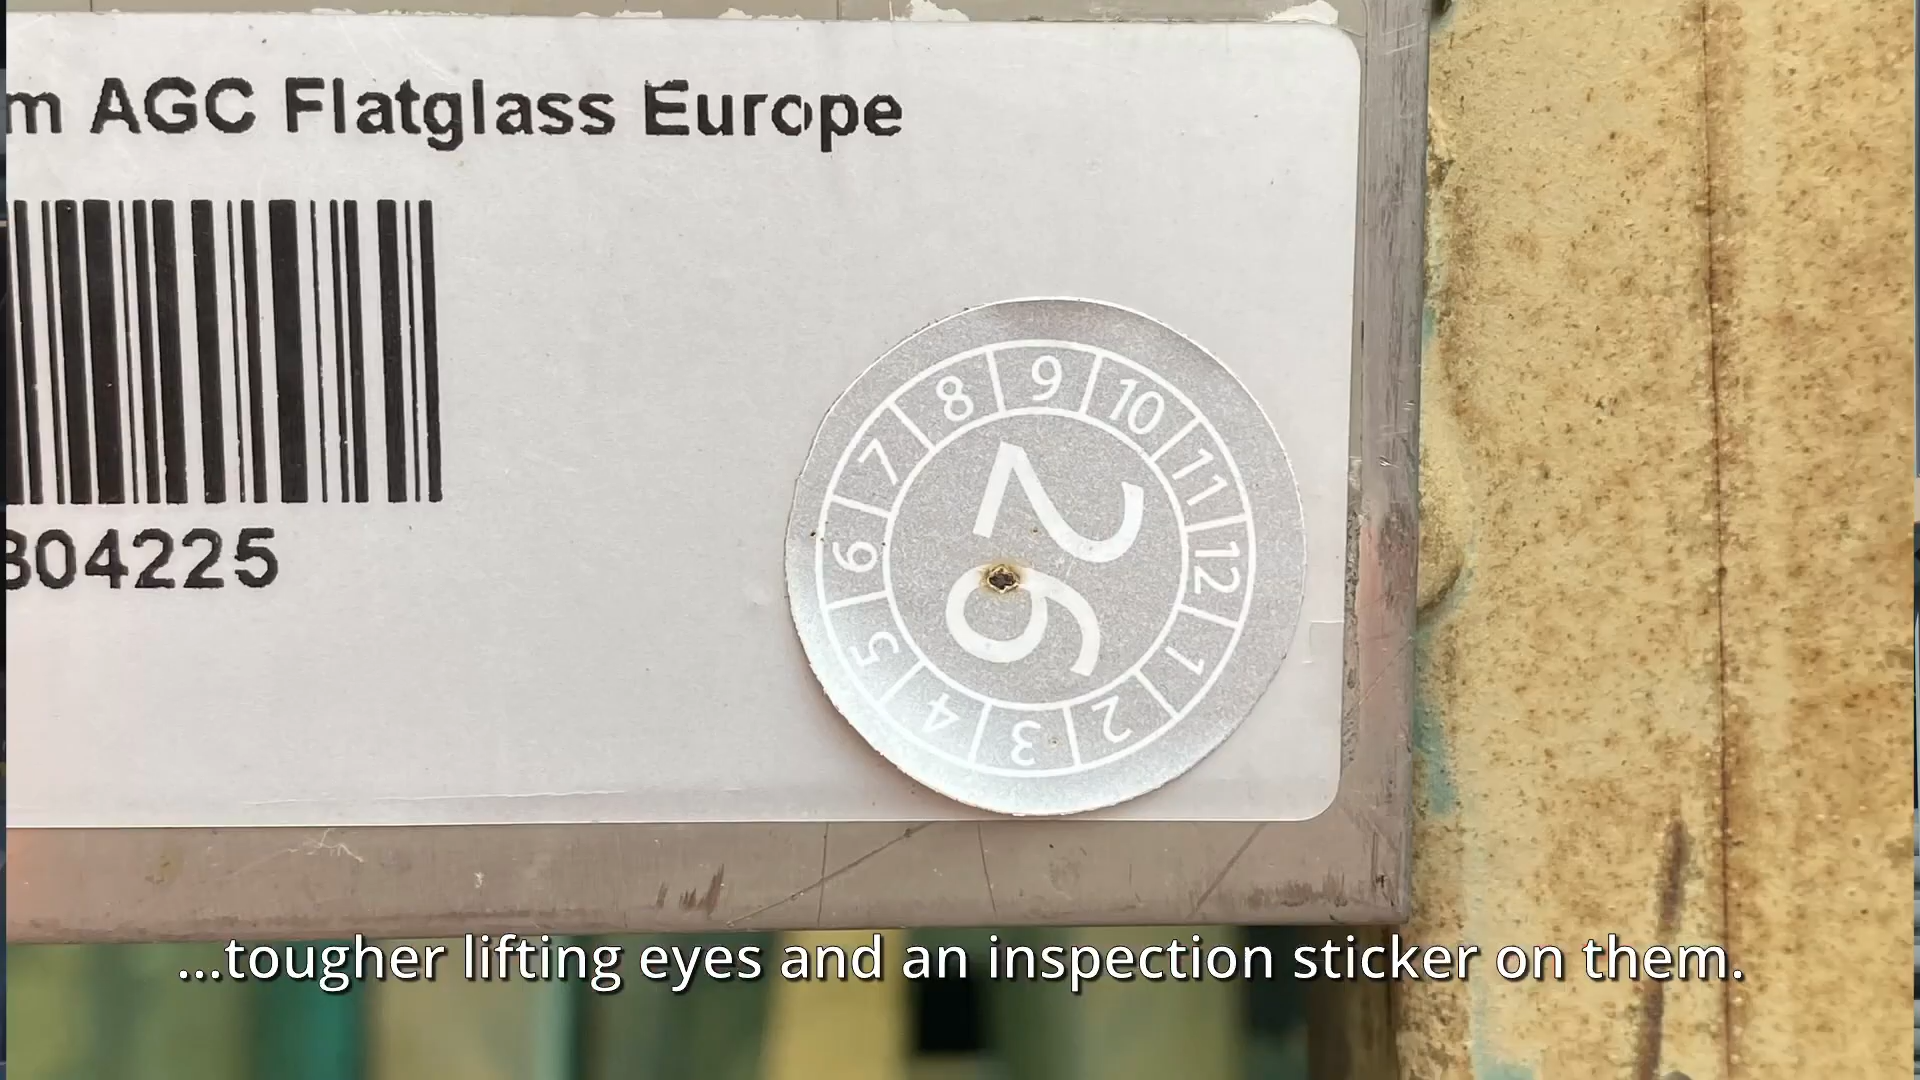 m AGC Flatglass Europe
304225
8 9 10 11 12 1 2 3 4 5 6 7
26
...tougher lifting eyes and an inspection sticker on them.